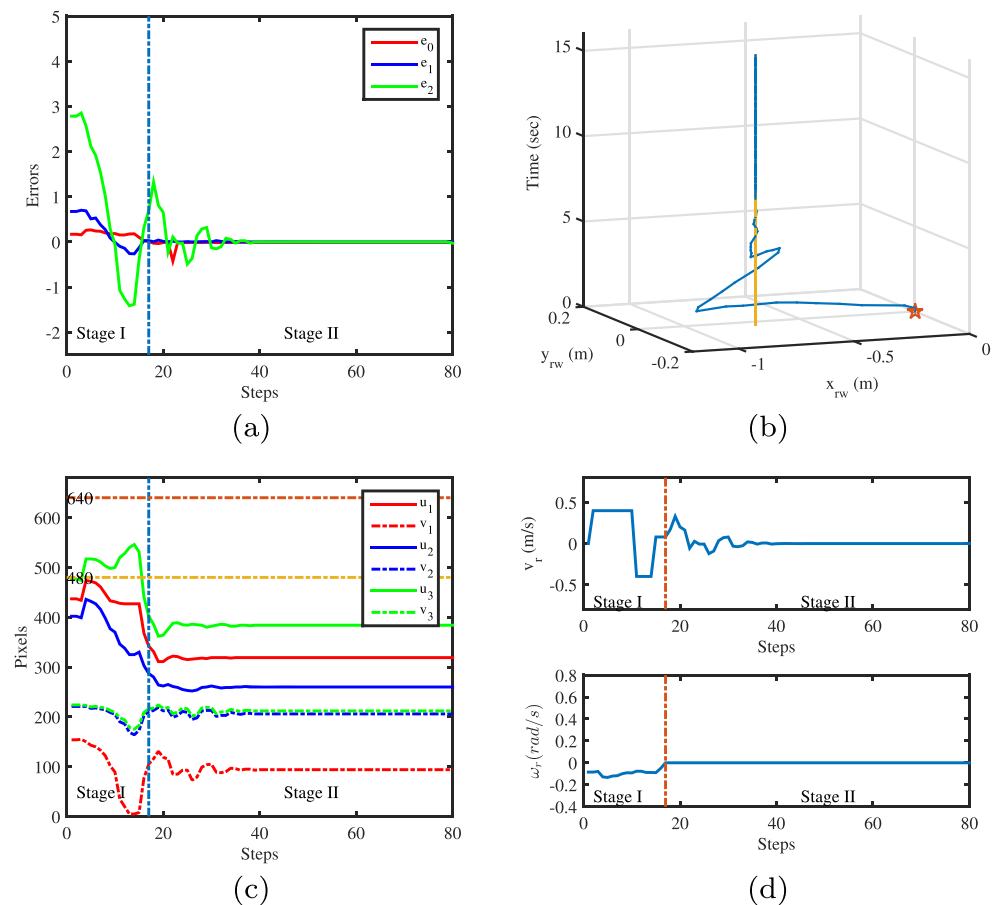 5
4
3
2
1
0
-1
-2
Errors
e0
e1
e2
Stage I
Stage II
0 20 40 60 80
Steps
(a)
15
10
5
0
Time (sec)
0.2
0
-0.2
yrw (m)
-1
-0.5
0
xrw (m)
(b)
640
600
500
480
400
300
200
100
0
Pixels
u1
v1
u2
v2
u3
v3
Stage I
Stage II
0 20 40 60 80
Steps
(c)
0.5
0
-0.5
vr (m/s)
Stage I
Stage II
0 20 40 60 80
Steps
0.8
0.6
0.4
0.2
0
-0.2
-0.4
ωr (rad/s)
Stage I
Stage II
0 20 40 60 80
Steps
(d)